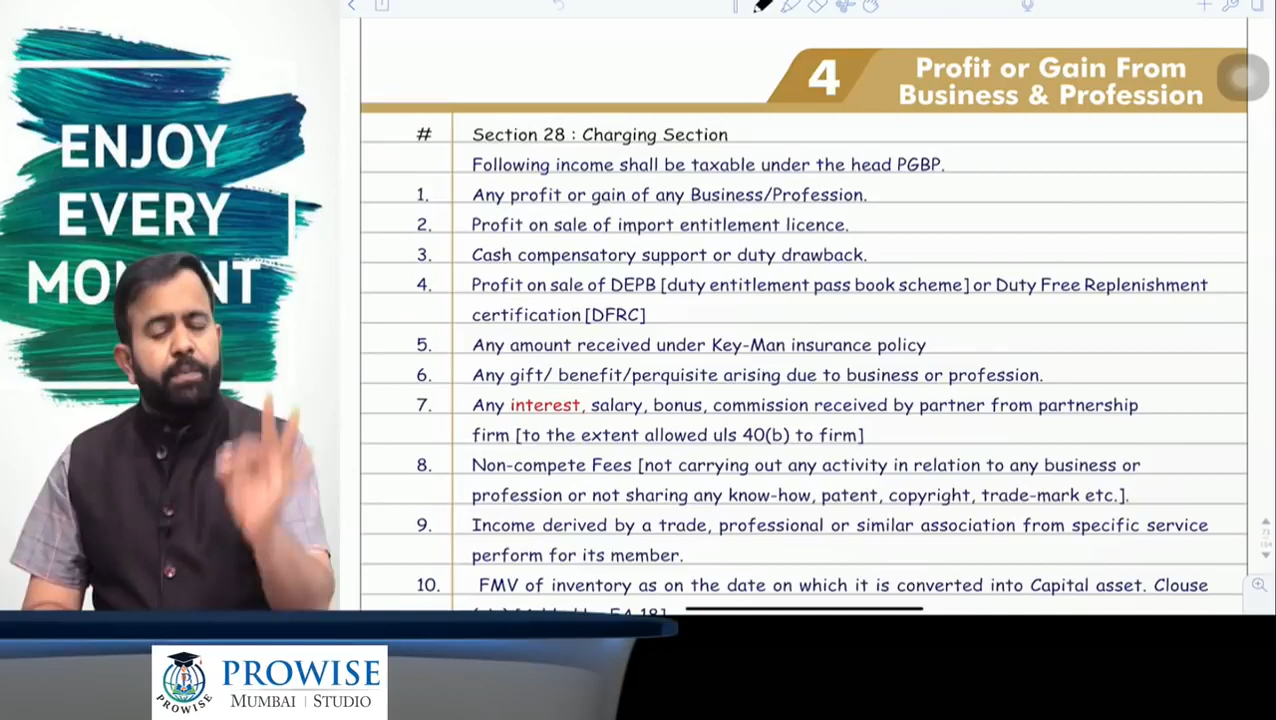 ENJOY
EVERY
MOMENT
4
Profit or Gain From
Business & Profession
# Section 28 : Charging Section
Following income shall be taxable under the head PGBP.
1. Any profit or gain of any Business/Profession.
2. Profit on sale of import entitlement licence.
3. Cash compensatory support or duty drawback.
4. Profit on sale of DEPB [duty entitlement pass book scheme] or Duty Free Replenishment
certification [DFRC]
5. Any amount received under Key-Man insurance policy
6. Any gift/ benefit/perquisite arising due to business or profession.
7. Any interest, salary, bonus, commission received by partner from partnership
firm [to the extent allowed uls 40(b) to firm]
8. Non-compete Fees [not carrying out any activity in relation to any business or
profession or not sharing any know-how, patent, copyright, trade-mark etc.].
9. Income derived by a trade, professional or similar association from specific service
perform for its member.
10. FMV of inventory as on the date on which it is converted into Capital asset. Clouse
73
154
PROWISE
PROWISE
MUMBAI | STUDIO